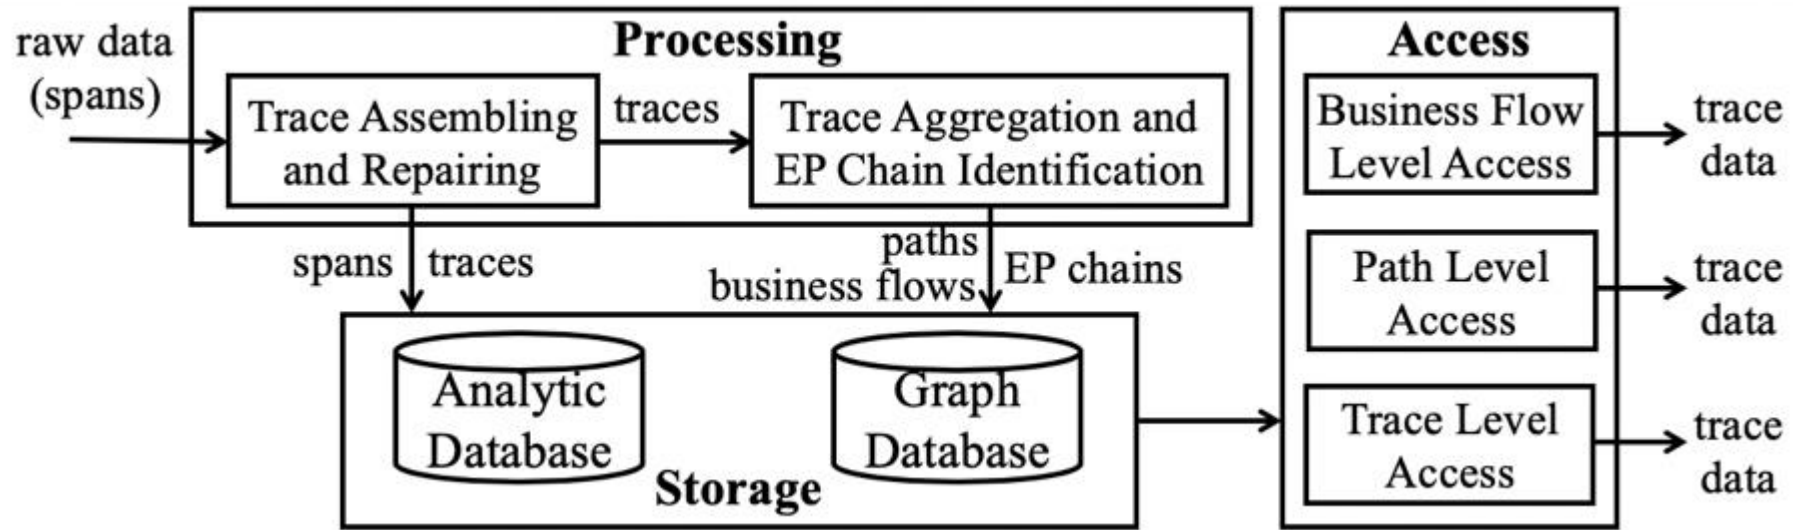 raw data
(spans)
Processing
Trace Assembling
and Repairing
traces
Trace Aggregation and
EP Chain Identification
spans
traces
paths
business flows
EP chains
Analytic
Database
Graph
Database
Storage
Access
Business Flow
Level Access
trace
data
Path Level
Access
trace
data
Trace Level
Access
trace
data